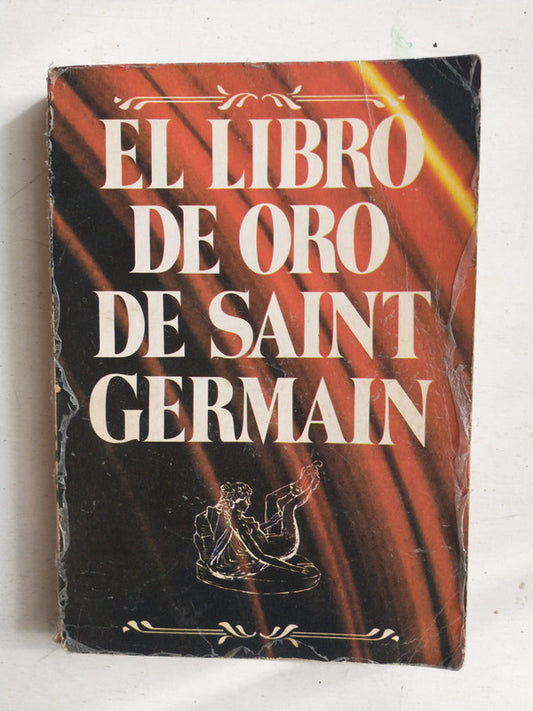 EL LIBRO
DE ORO
DE SAINT
GERMAIN